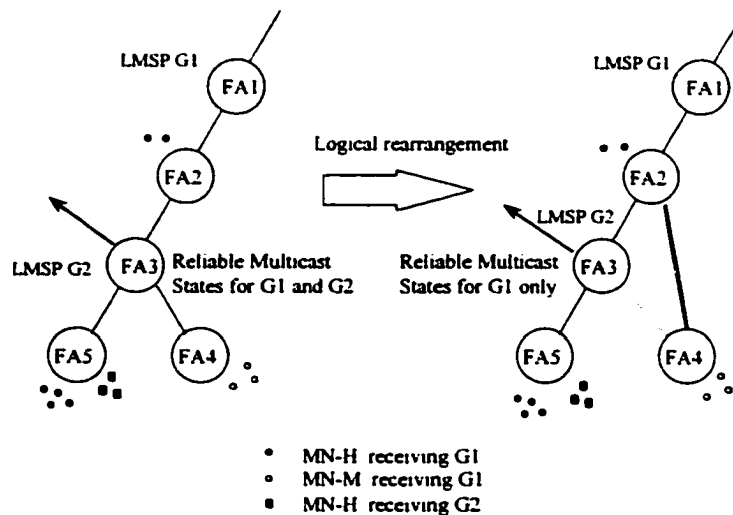 LMSP G1
FA1
FA2
LMSP G2
FA3
Reliable Multicast
States for G1 and G2
FA5
FA4
Logical rearrangement
LMSP G1
FA1
FA2
LMSP G2
Reliable Multicast
States for G1 only
FA3
FA5
FA4
MN-H receiving G1
MN-M receiving G1
MN-H receiving G2